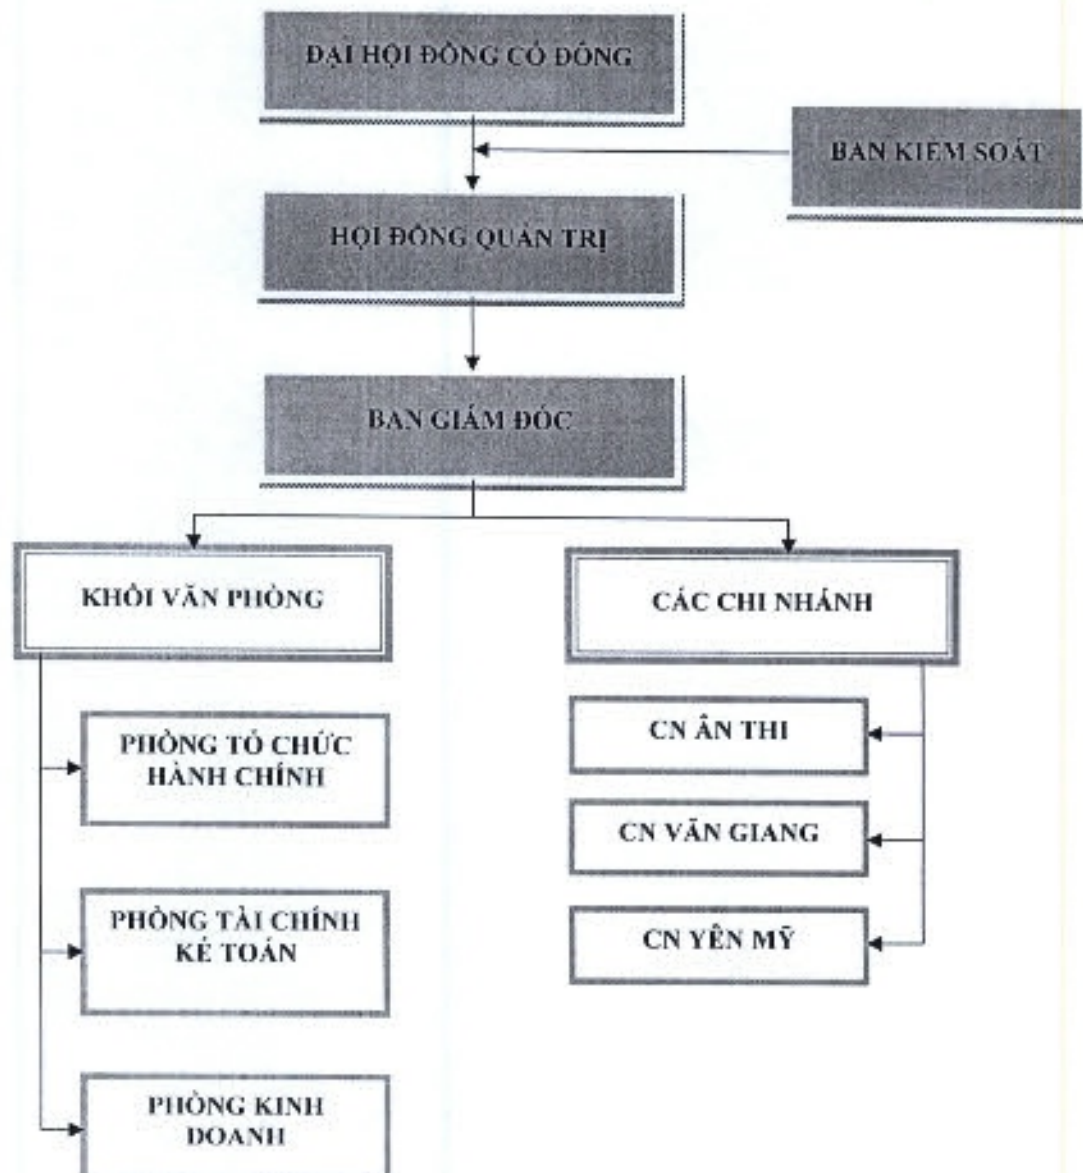 ĐẠI HỘI ĐỒNG CỔ ĐÔNG
BAN KIỂM SOÁT
HỘI ĐỒNG QUẢN TRỊ
BAN GIÁM ĐỐC
KHỐI VĂN PHÒNG
CÁC CHI NHÁNH
PHÒNG TỔ CHỨC
HÀNH CHÍNH
CN ÂN THI
CN VĂN GIANG
PHÒNG TÀI CHÍNH
KẾ TOÁN
CN YÊN MỸ
PHÒNG KINH
DOANH